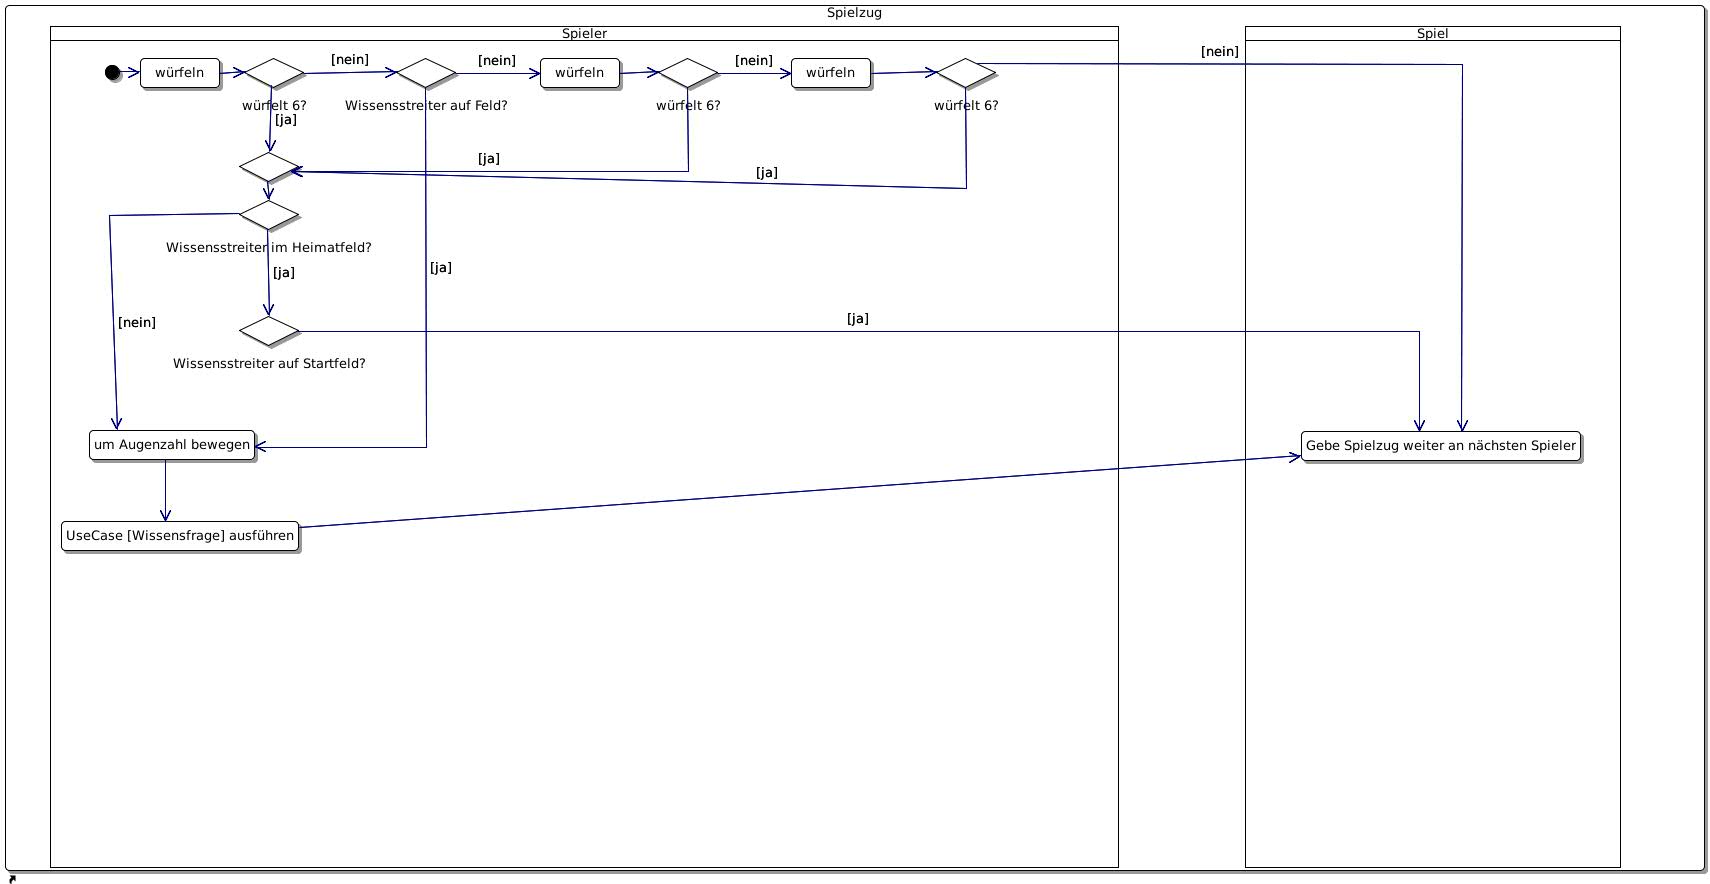 Spielzug
Spieler
Spiel
würfeln
[nein]
[nein]
würfeln
[nein]
würfeln
[nein]
würfelt 6?
Wissensstreiter auf Feld?
würfelt 6?
würfelt 6?
[ja]
[ja]
[ja]
Wissensstreiter im Heimatfeld?
[ja]
[ja]
[nein]
[ja]
Wissensstreiter auf Startfeld?
um Augenzahl bewegen
Gebe Spielzug weiter an nächsten Spieler
UseCase [Wissensfrage] ausführen